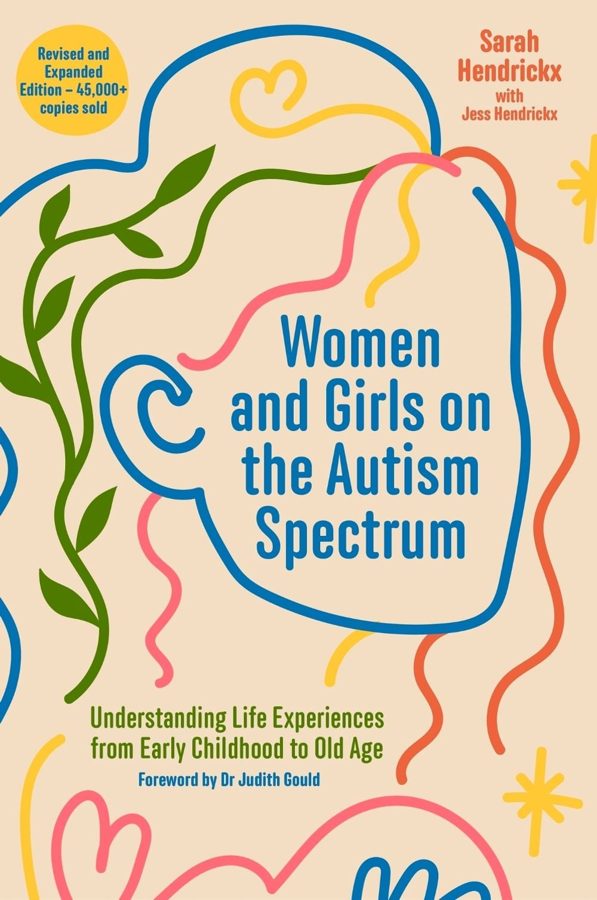 Revised and
Expanded
Edition – 45,000+
copies sold
Sarah
Hendrickx
with
Jess Hendrickx
Women
and Girls on
the Autism
Spectrum
Understanding Life Experiences
from Early Childhood to Old Age
Foreword by Dr Judith Gould